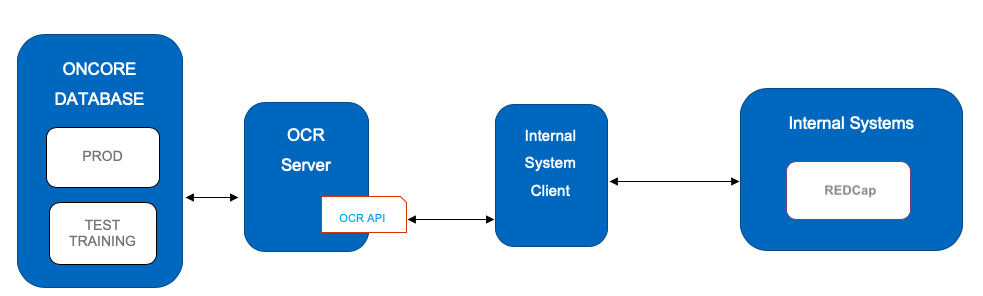 ONCORE
DATABASE
PROD
TEST
TRAINING
OCR
Server
OCR API
Internal
System
Client
Internal Systems
REDCap